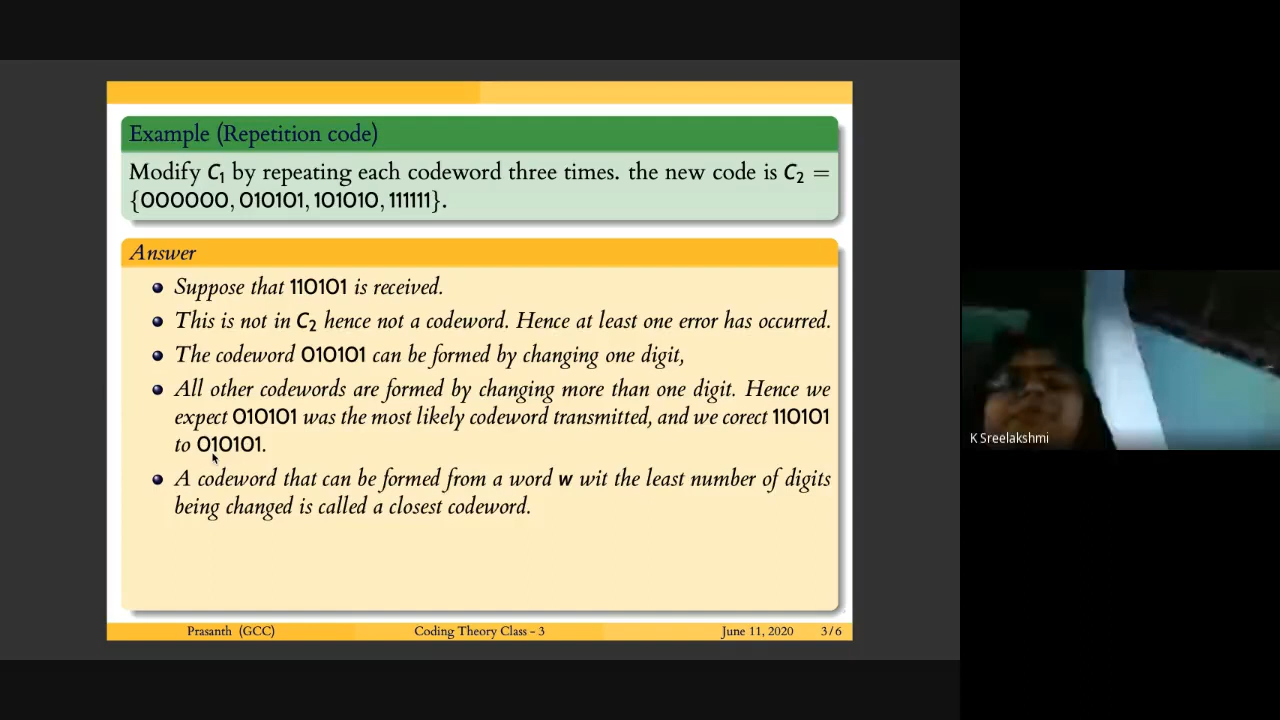 Example (Repetition code)
Modify C₁ by repeating each codeword three times. the new code is C₂ =
{000000, 010101, 101010, 111111}.
Answer
Suppose that 110101 is received.
This is not in C₂ hence not a codeword. Hence at least one error has occurred.
The codeword 010101 can be formed by changing one digit,
All other codewords are formed by changing more than one digit. Hence we
expect 010101 was the most likely codeword transmitted, and we corect 110101
to 010101.
A codeword that can be formed from a word w wit the least number of digits
being changed is called a closest codeword.
K Sreelakshmi
Prasanth (GCC) Coding Theory Class - 3 June 11, 2020 3/6